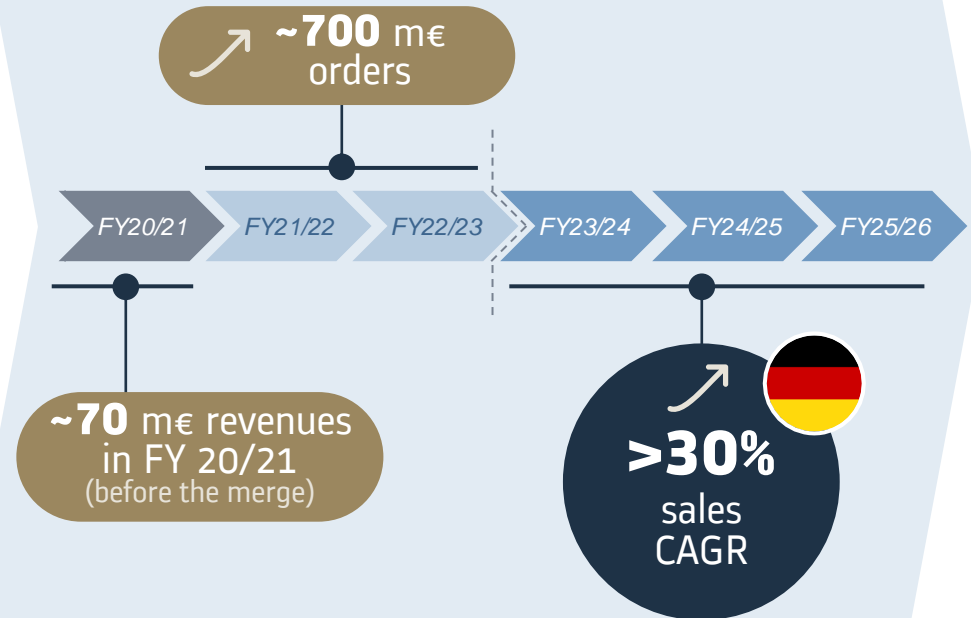 ~700 m€
orders
FY20/21
FY21/22
FY22/23
FY23/24
FY24/25
FY25/26
~70 m€ revenues
in FY 20/21
(before the merge)
>30%
sales
CAGR